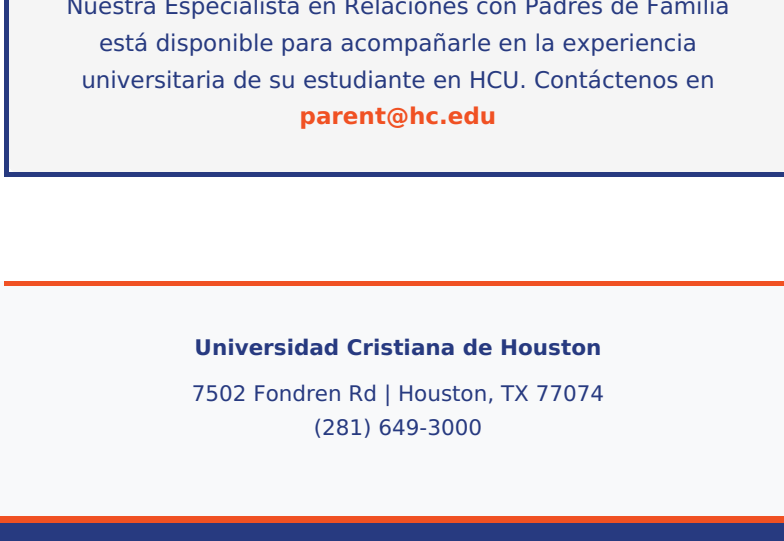 Nuestra Especialista en Relaciones con Padres de Familia
está disponible para acompañarle en la experiencia
universitaria de su estudiante en HCU. Contáctenos en
parent@hc.edu
Universidad Cristiana de Houston
7502 Fondren Rd | Houston, TX 77074
(281) 649-3000